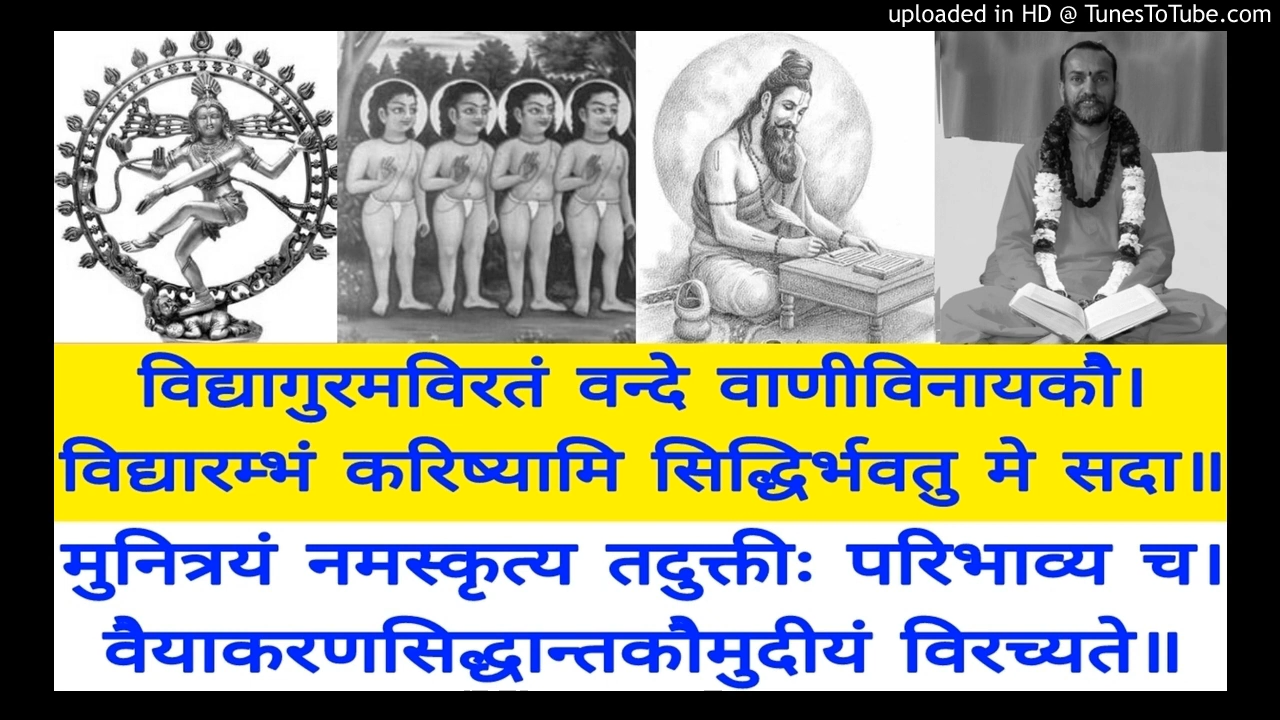 uploaded in HD @ TunesToTube.com
विद्यागुरमविरतं वन्दे वाणीविनायकौ।
विद्यारम्भं करिष्यामि सिद्धिर्भवतु मे सदा॥
मुनित्रयं नमस्कृत्य तदुक्तीः परिभाव्य च।
वैयाकरणसिद्धान्तकौमुदीयं विरच्यते॥